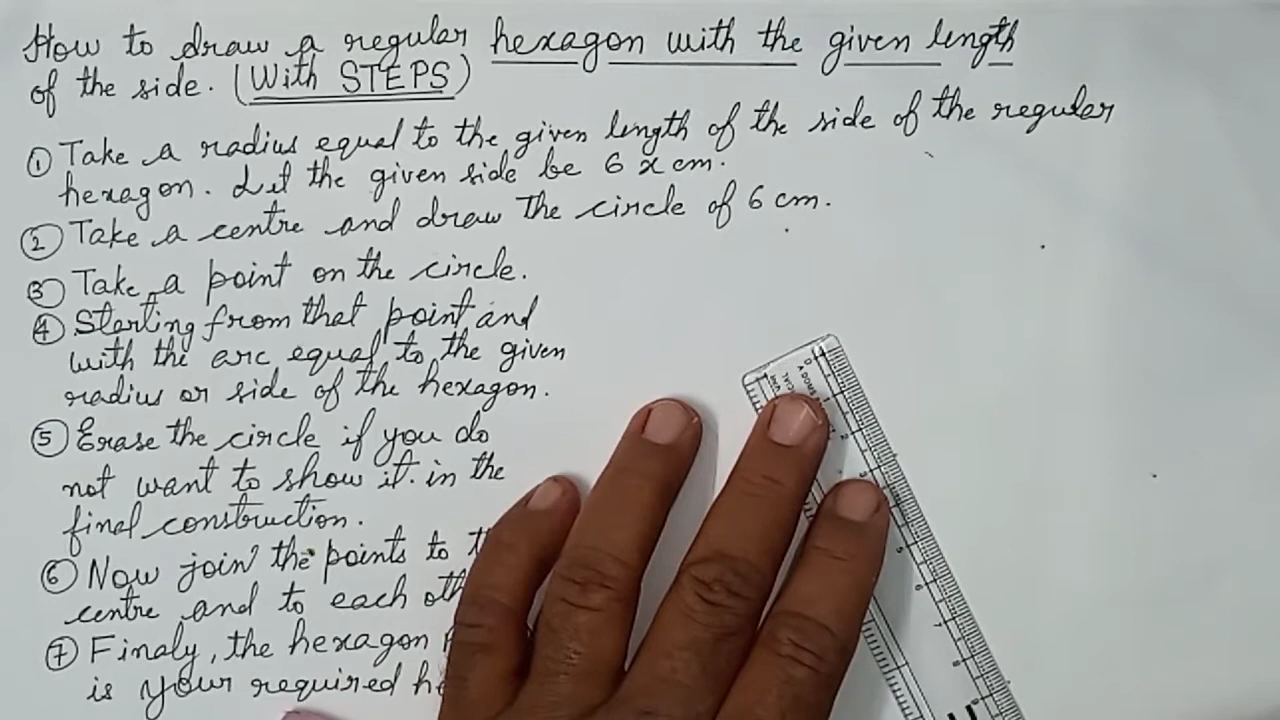 How to draw a regular hexagon with the given length
of the side. (With STEPS)
① Take a radius equal to the given length of the side of the regular
hexagon. Let the given side be 6 x cm.
② Take a centre and draw the circle of 6 cm.
③ Take a point on the circle.
④ Starting from that point and
with the arc equal to the given
radius or side of the hexagon.
⑤ Erase the circle if you do
not want to show it in the
final construction.
⑥ Now join the points to
centre and to each
⑦ Finaly, the hexagon
is your required